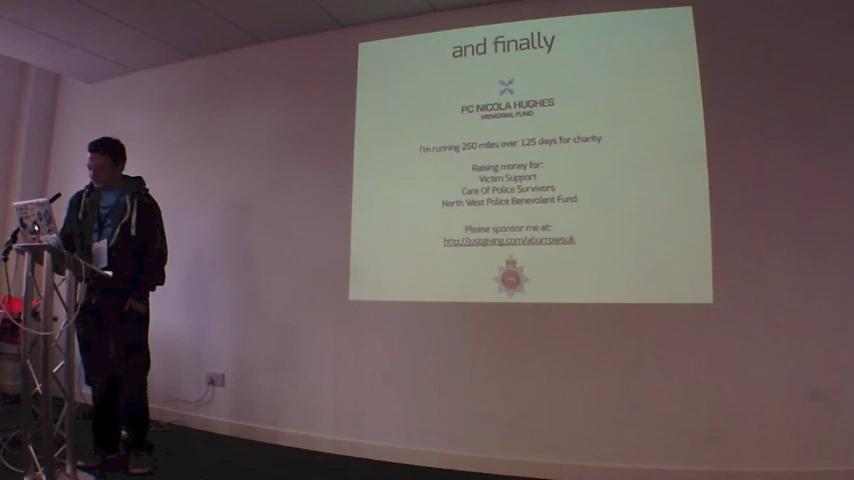 and finally
PC NICOLA HUGHES
MEMORIAL FUND
I'm running 250 miles over 125 days for charity
Raising money for:
Victim Support
Care Of Police Survivors
North West Police Benevolent Fund
Please sponsor me at:
http://justgiving.com/aburrowsuk